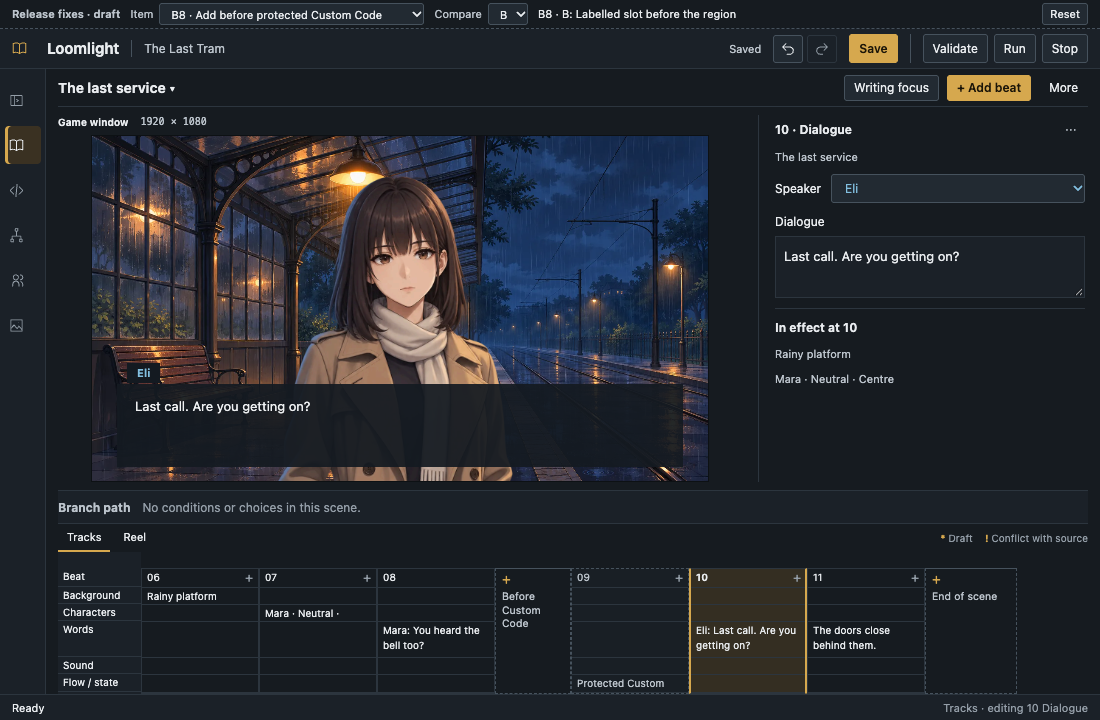 Release fixes · draft Item B8 · Add before protected Custom Code Compare B B8 · B: Labelled slot before the region Reset
Loomlight The Last Tram Saved Save Validate Run Stop
The last service ▾ Writing focus + Add beat More
Game window 1920 × 1080
10 · Dialogue ···
The last service
Speaker Eli
Dialogue
Last call. Are you getting on?
In effect at 10
Rainy platform
Mara · Neutral · Centre
Eli
Last call. Are you getting on?
Branch path No conditions or choices in this scene.
Tracks Reel * Draft ! Conflict with source
Beat 06 + 07 + 08 + 09 + 10 + 11 + +
Before
Custom
Code
End of scene
Background Rainy platform
Characters Mara · Neutral ·
Words Mara: You heard the
bell too?
Eli: Last call. Are you
getting on?
The doors close
behind them.
Sound
Flow / state Protected Custom
Ready Tracks · editing 10 Dialogue